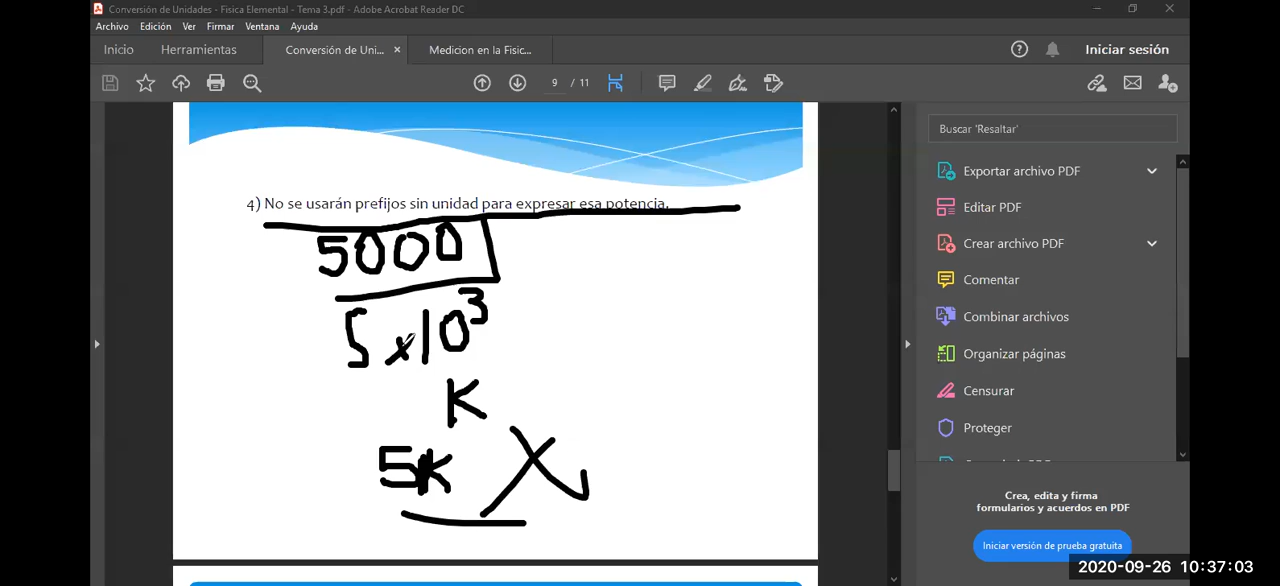 Conversión de Unidades - Fisica Elemental - Tema 3.pdf - Adobe Acrobat Reader DC
Archivo Edición Ver Firmar Ventana Ayuda
Inicio Herramientas Conversión de Uni... × Medicion en la Fisic... Iniciar sesión
9 / 11
Buscar 'Resaltar'
Exportar archivo PDF
Editar PDF
Crear archivo PDF
Comentar
Combinar archivos
Organizar páginas
Censurar
Proteger
4) No se usarán prefijos sin unidad para expresar esa potencia.
5000
5 x 10³
K
5K X
Crea, edita y firma
formularios y acuerdos en PDF
Iniciar versión de prueba gratuita
2020-09-26 10:37:03